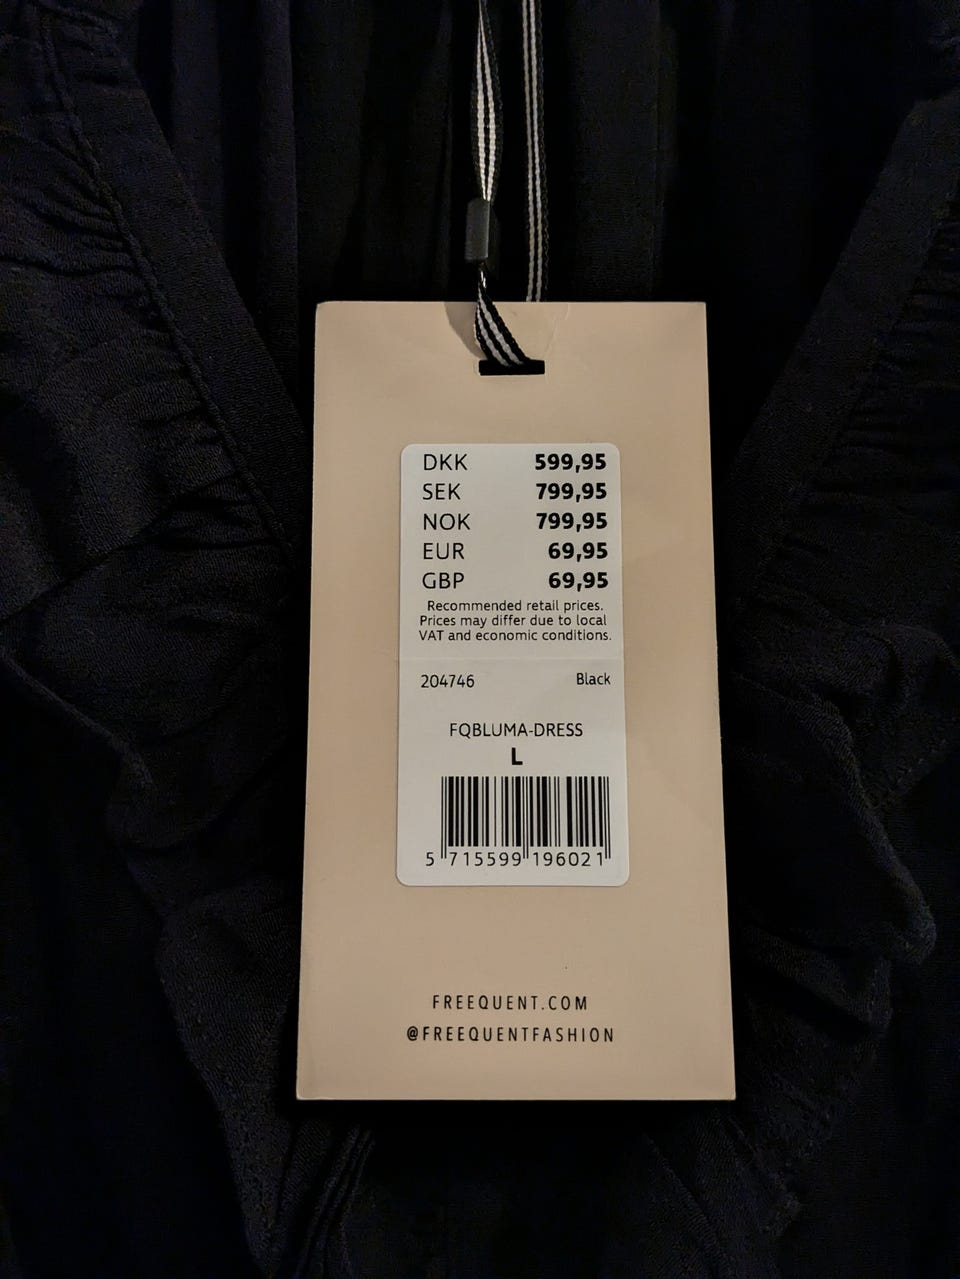 DKK 599,95
SEK 799,95
NOK 799,95
EUR 69,95
GBP 69,95
Recommended retail prices.
Prices may differ due to local
VAT and economic conditions.
204746 Black
FQBLUMA-DRESS
L
5 715599 196021
FREEQUENT.COM
@FREEQUENTFASHION